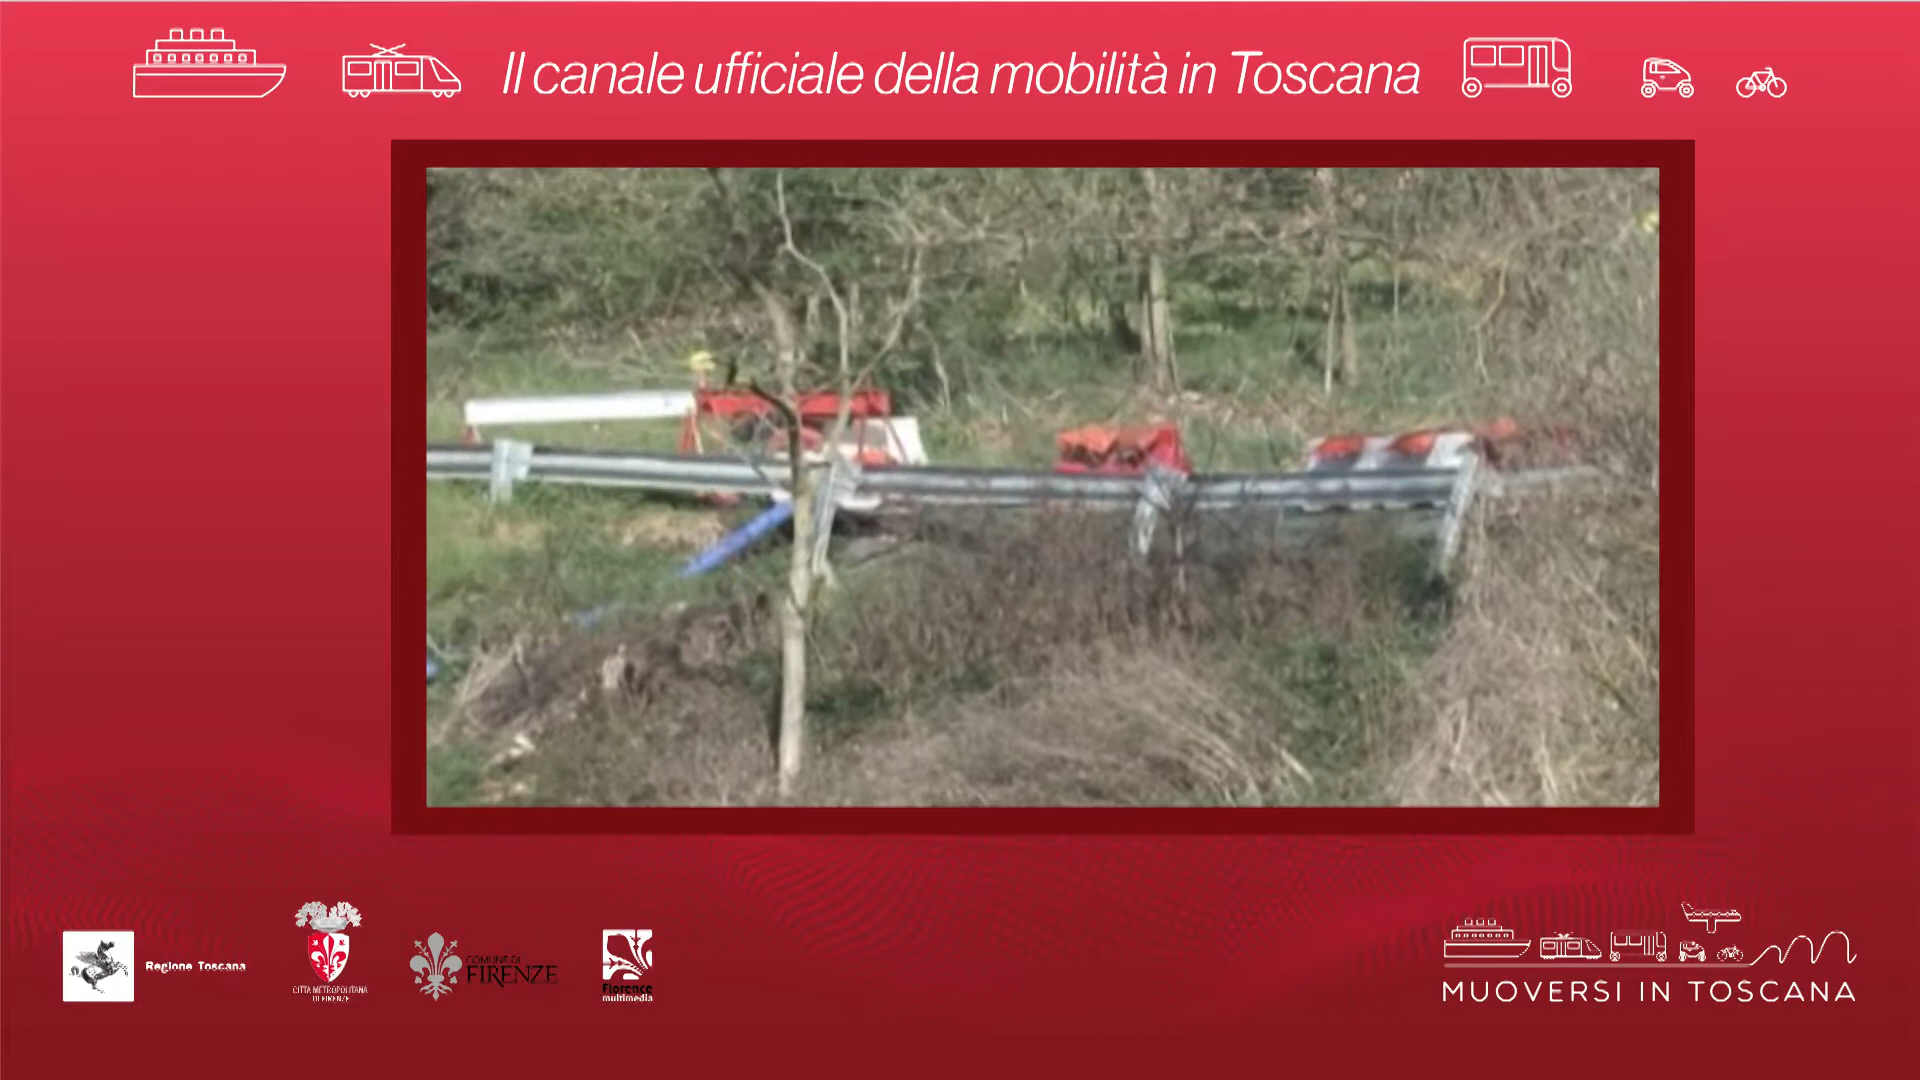 Il canale ufficiale della mobilità in Toscana
Regione Toscana
CITTÀ METROPOLITANA
DI FIRENZE
COMUNE DI
FIRENZE
Florence
multimedia
MUOVERSI IN TOSCANA